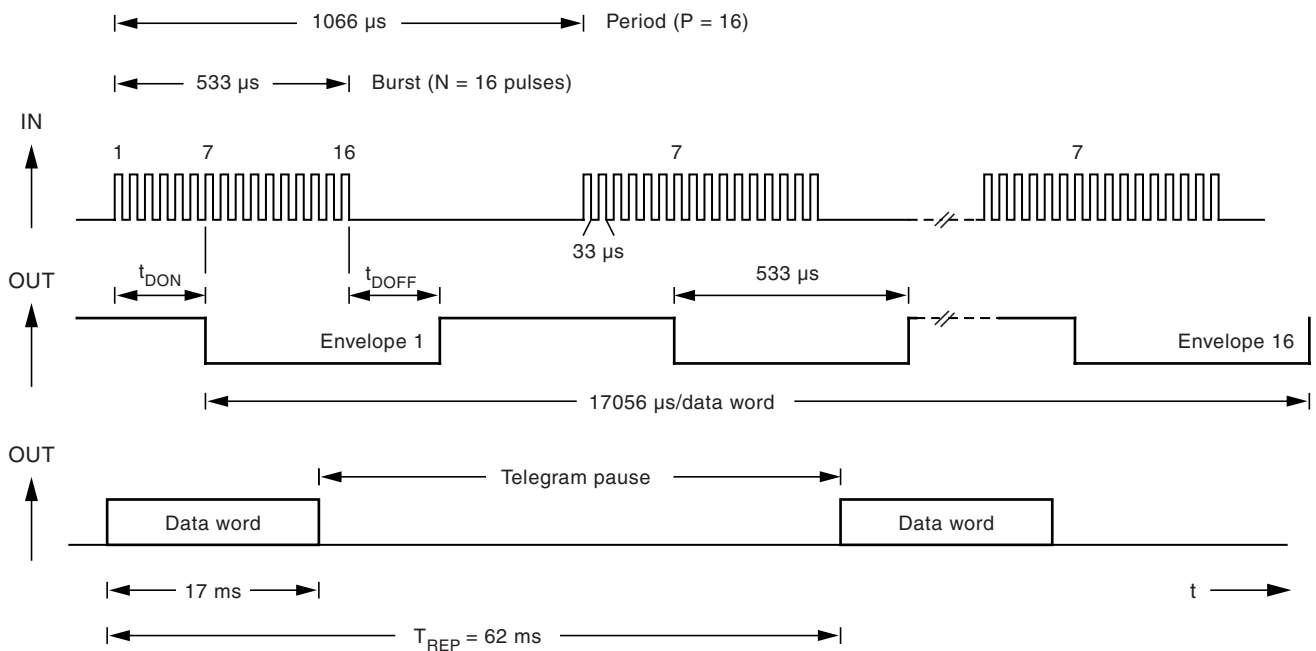 1066 µs Period (P = 16)
533 µs Burst (N = 16 pulses)
IN
1 7 16 7 7
33 µs
OUT tDON tDOFF 533 µs
Envelope 1 Envelope 16
17056 µs/data word
OUT
Telegram pause
Data word Data word
17 ms t
TREP = 62 ms